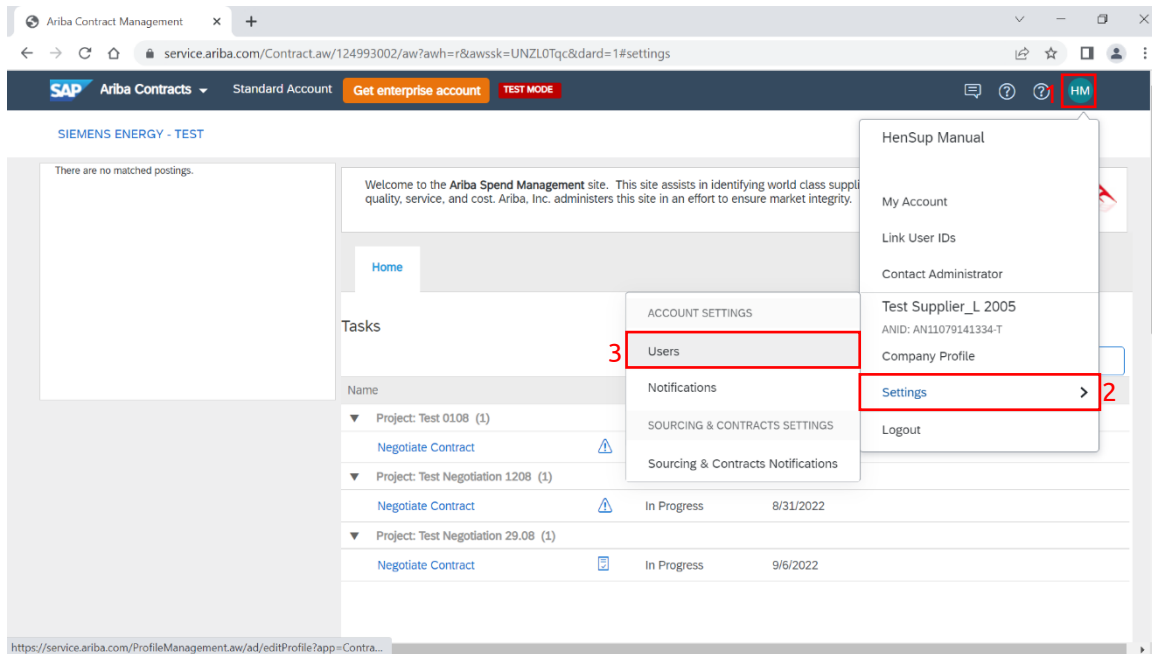 Ariba Contract Management
service.ariba.com/Contract.aw/124993002/aw?awh=r&awssk=UNZL0Tqc&dard=1#settings
SAP Ariba Contracts Standard Account Get enterprise account TEST MODE 1 HM
SIEMENS ENERGY - TEST
There are no matched postings.
Welcome to the Ariba Spend Management site. This site assists in identifying world class suppli
quality, service, and cost. Ariba, Inc. administers this site in an effort to ensure market integrity.
Home
Tasks
Name
Project: Test 0108 (1)
Negotiate Contract
Project: Test Negotiation 1208 (1)
Negotiate Contract In Progress 8/31/2022
Project: Test Negotiation 29.08 (1)
Negotiate Contract In Progress 9/6/2022
HenSup Manual
My Account
Link User IDs
Contact Administrator
Test Supplier_L 2005
ANID: AN11079141334-T
Company Profile
Settings 2
Logout
ACCOUNT SETTINGS
3 Users
Notifications
SOURCING & CONTRACTS SETTINGS
Sourcing & Contracts Notifications
https://service.ariba.com/ProfileManagement.aw/ad/editProfile?app=Contra...